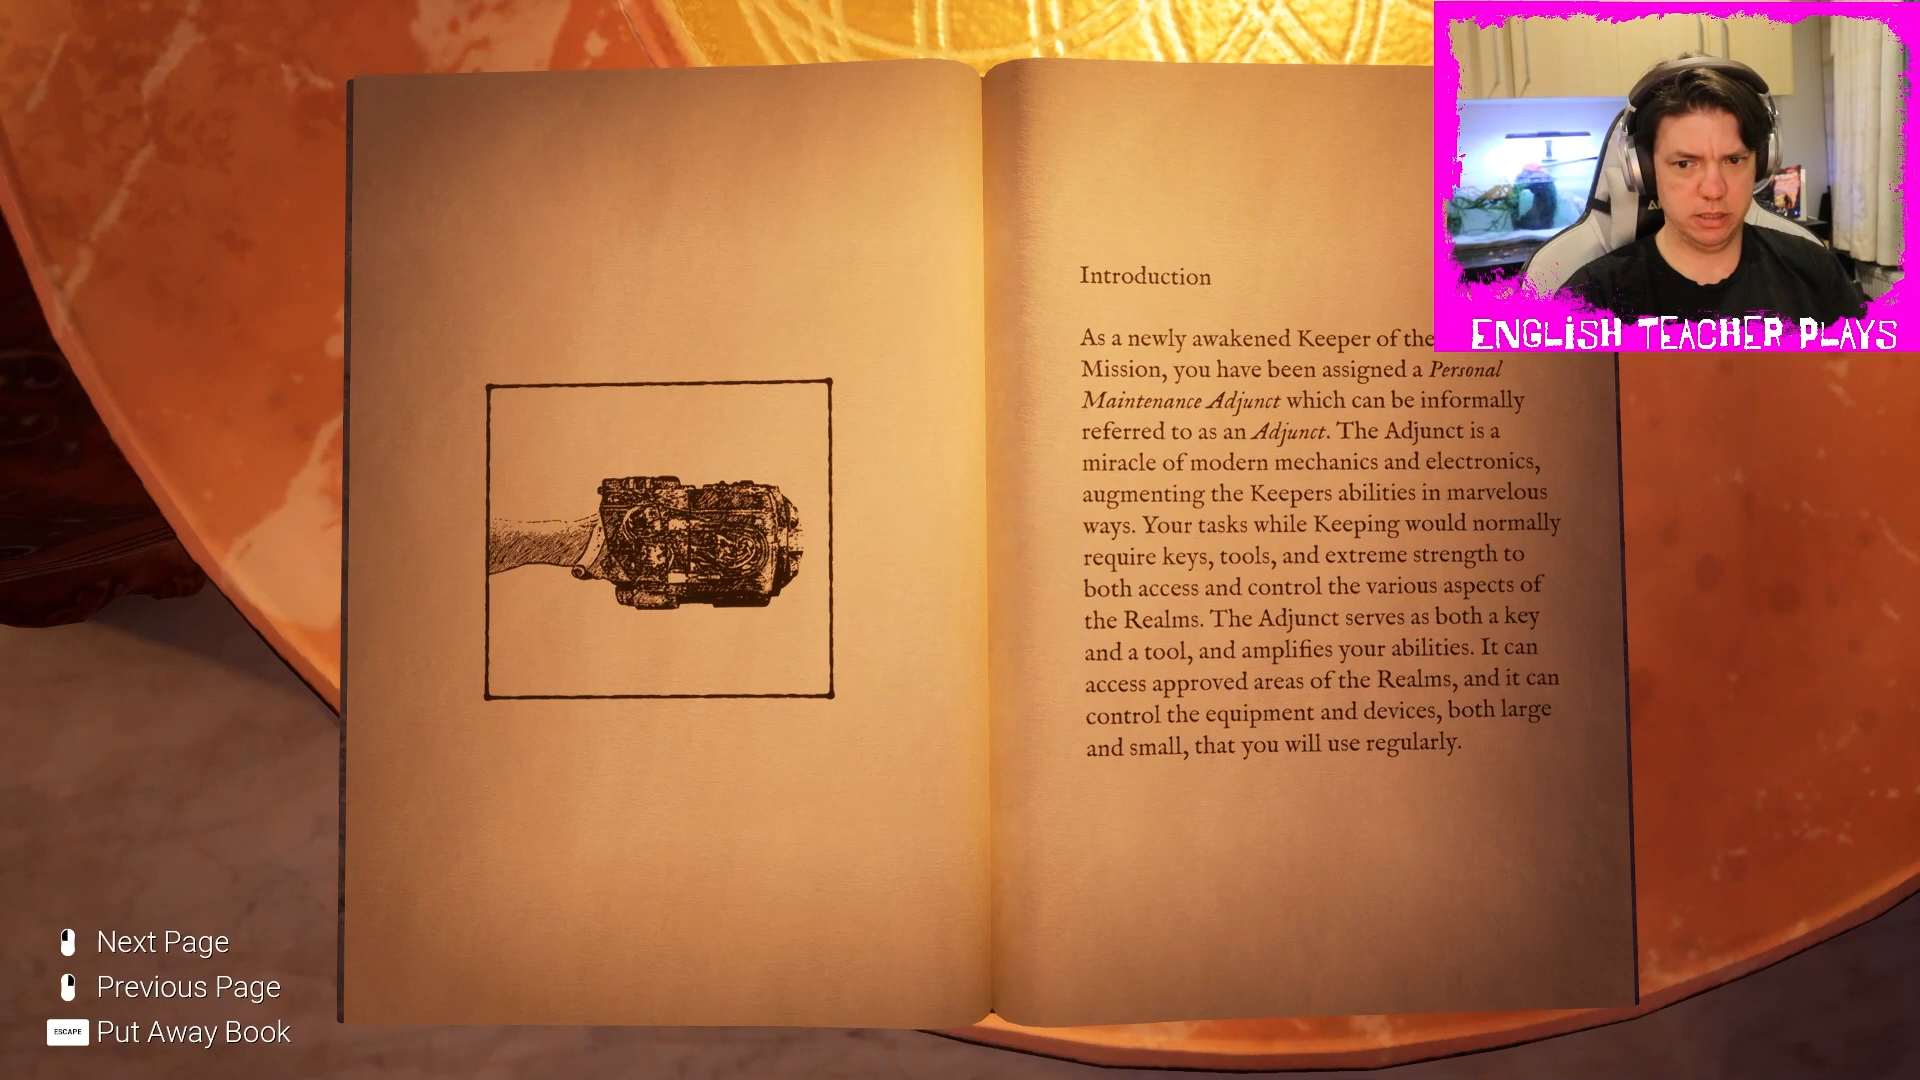 Introduction
As a newly awakened Keeper of the
Mission, you have been assigned a Personal
Maintenance Adjunct which can be informally
referred to as an Adjunct. The Adjunct is a
miracle of modern mechanics and electronics,
augmenting the Keepers abilities in marvelous
ways. Your tasks while Keeping would normally
require keys, tools, and extreme strength to
both access and control the various aspects of
the Realms. The Adjunct serves as both a key
and a tool, and amplifies your abilities. It can
access approved areas of the Realms, and it can
control the equipment and devices, both large
and small, that you will use regularly.
ENGLISH TEACHER PLAYS
Next Page
Previous Page
ESCAPE Put Away Book